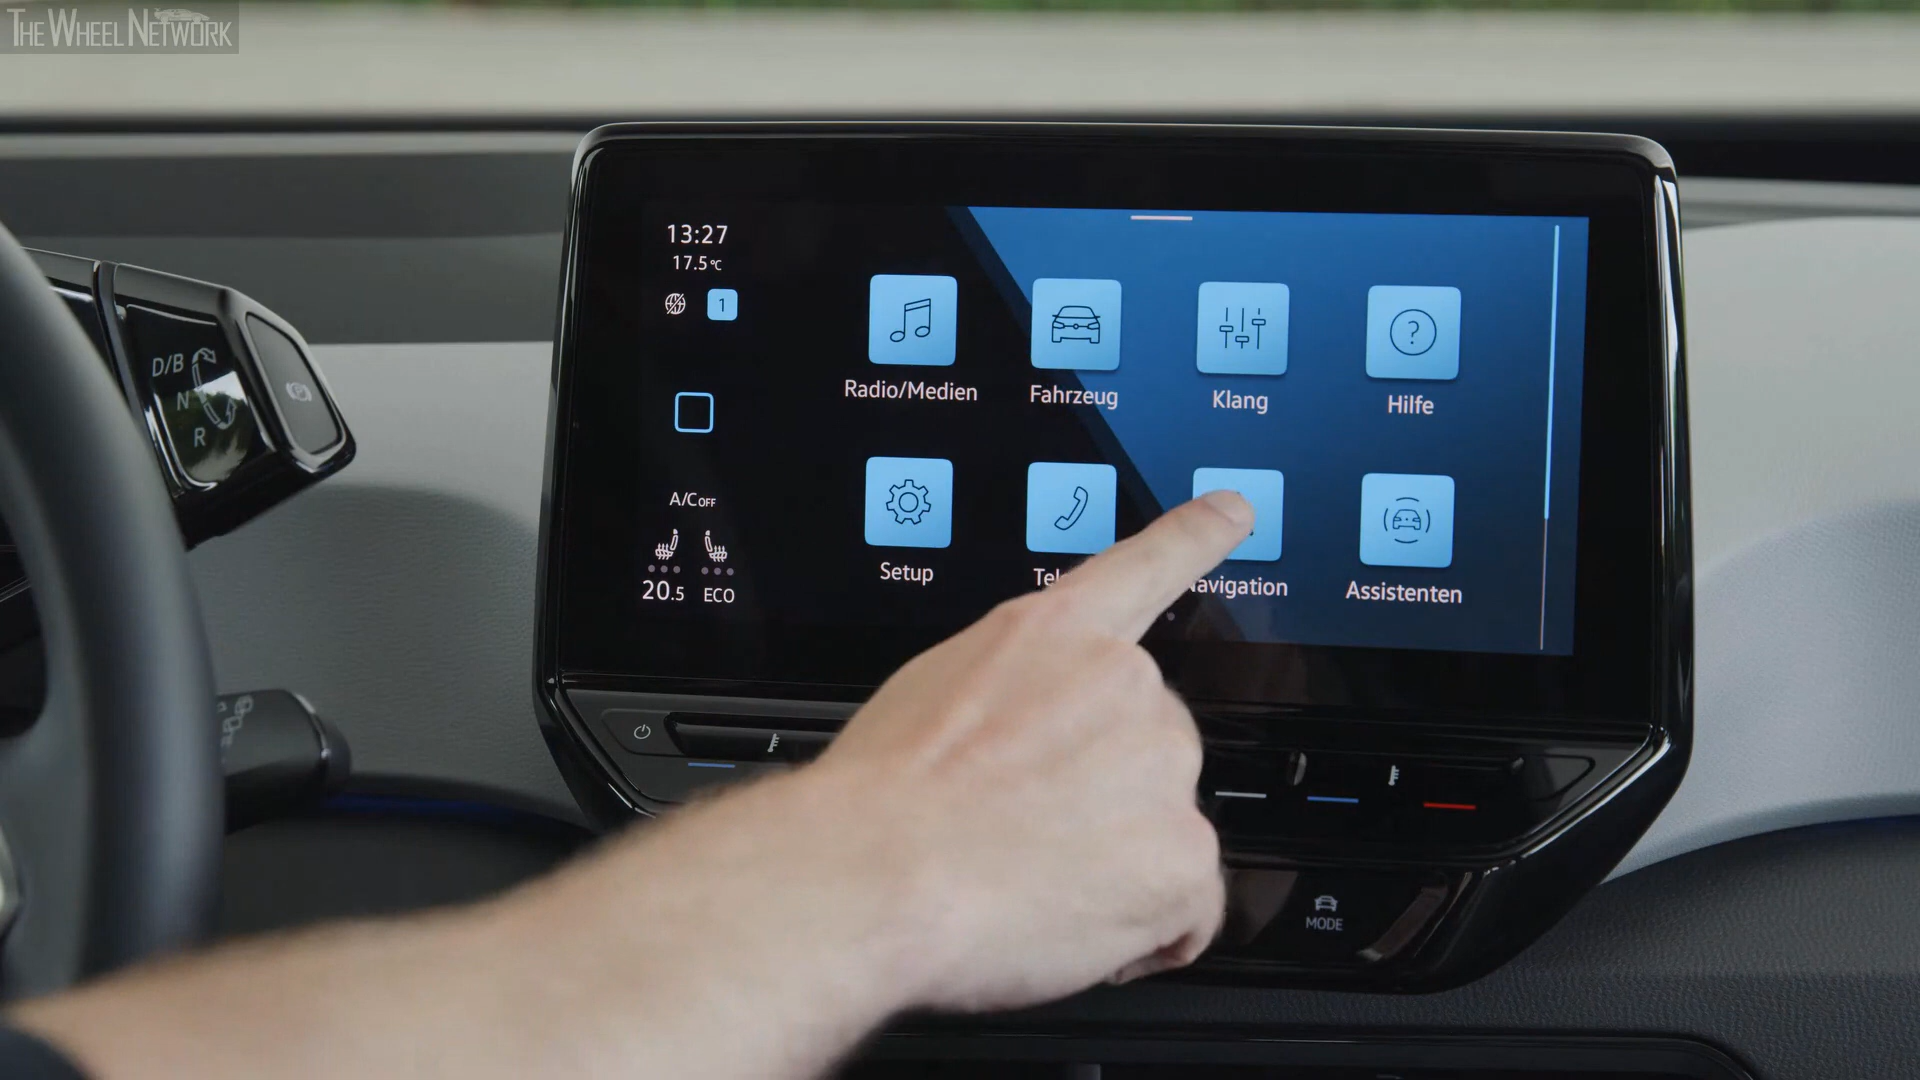 THE WHEEL NETWORK
13:27
17.5°C
1
Radio/Medien
Fahrzeug
Klang
Hilfe
D/B
N
R
A/C OFF
20.5
ECO
Setup
Navigation
Assistenten
MODE